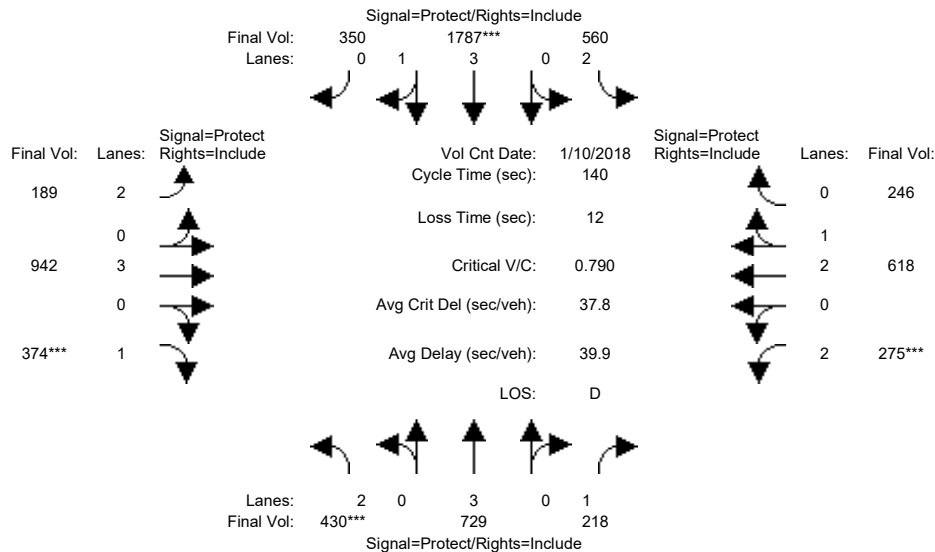 Signal=Protect/Rights=Include
Final Vol: 350 1787*** 560
Lanes: 0 1 3 0 2
Signal=Protect Signal=Protect
Final Vol: Lanes: Rights=Include Vol Cnt Date: 1/10/2018 Rights=Include Lanes: Final Vol:
Cycle Time (sec): 140
189 2 0 246
Loss Time (sec): 12
0 1
942 3 Critical V/C: 0.790 2 618
0 Avg Crit Del (sec/veh): 37.8 0
374*** 1 Avg Delay (sec/veh): 39.9 2 275***
LOS: D
Lanes: 2 0 3 0 1
Final Vol: 430*** 729 218
Signal=Protect/Rights=Include